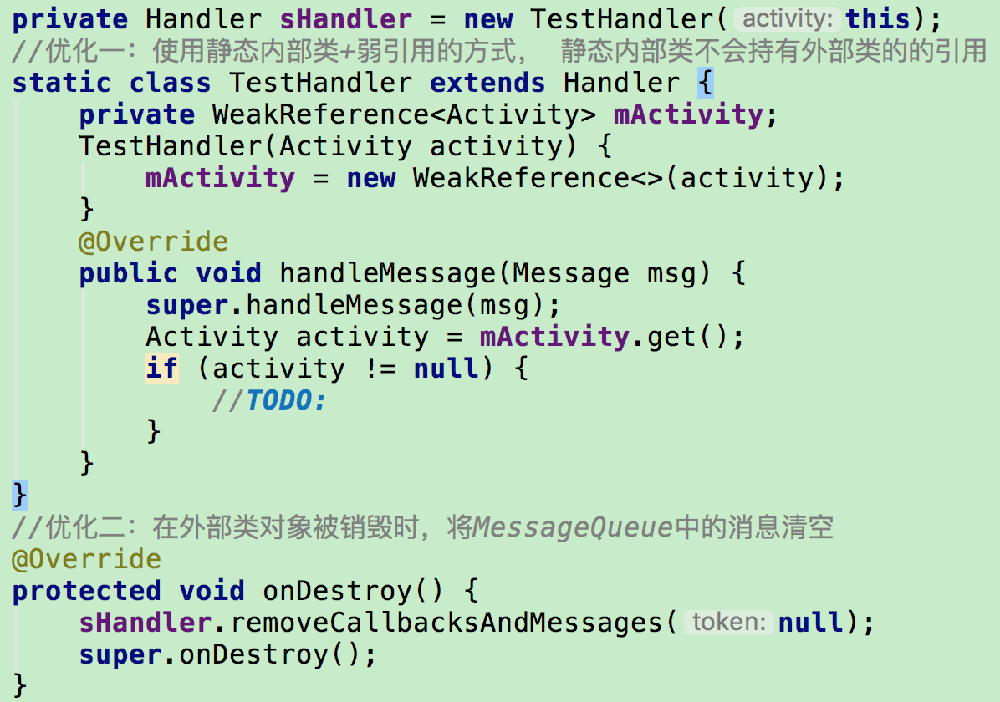 private Handler sHandler = new TestHandler( activity: this);
//优化一：使用静态内部类+弱引用的方式， 静态内部类不会持有外部类的的引用
static class TestHandler extends Handler {
    private WeakReference<Activity> mActivity;
    TestHandler(Activity activity) {
        mActivity = new WeakReference<>(activity);
    }
    @Override
    public void handleMessage(Message msg) {
        super.handleMessage(msg);
        Activity activity = mActivity.get();
        if (activity != null) {
            //TODO:
        }
    }
}
//优化二：在外部类对象被销毁时，将MessageQueue中的消息清空
@Override
protected void onDestroy() {
    sHandler.removeCallbacksAndMessages( token: null);
    super.onDestroy();
}